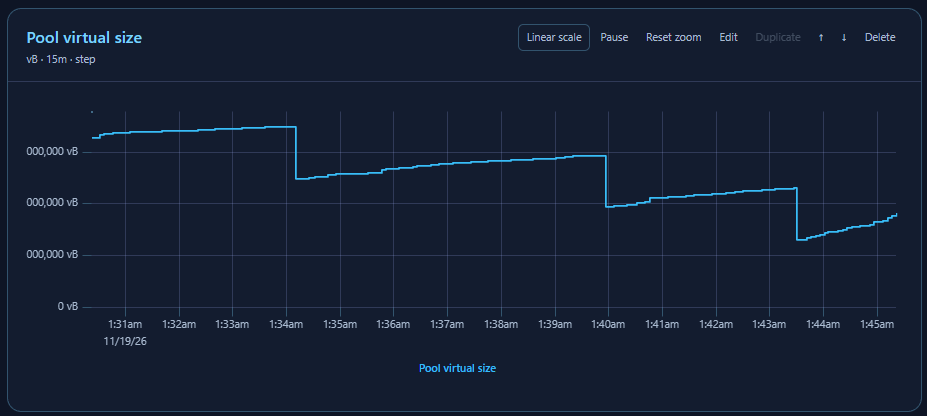 Pool virtual size
Linear scale Pause Reset zoom Edit Duplicate ↑ ↓ Delete
vB · 15m · step
000,000 vB
000,000 vB
000,000 vB
0 vB
1:31am 1:32am 1:33am 1:34am 1:35am 1:36am 1:37am 1:38am 1:39am 1:40am 1:41am 1:42am 1:43am 1:44am 1:45am
11/19/26
Pool virtual size